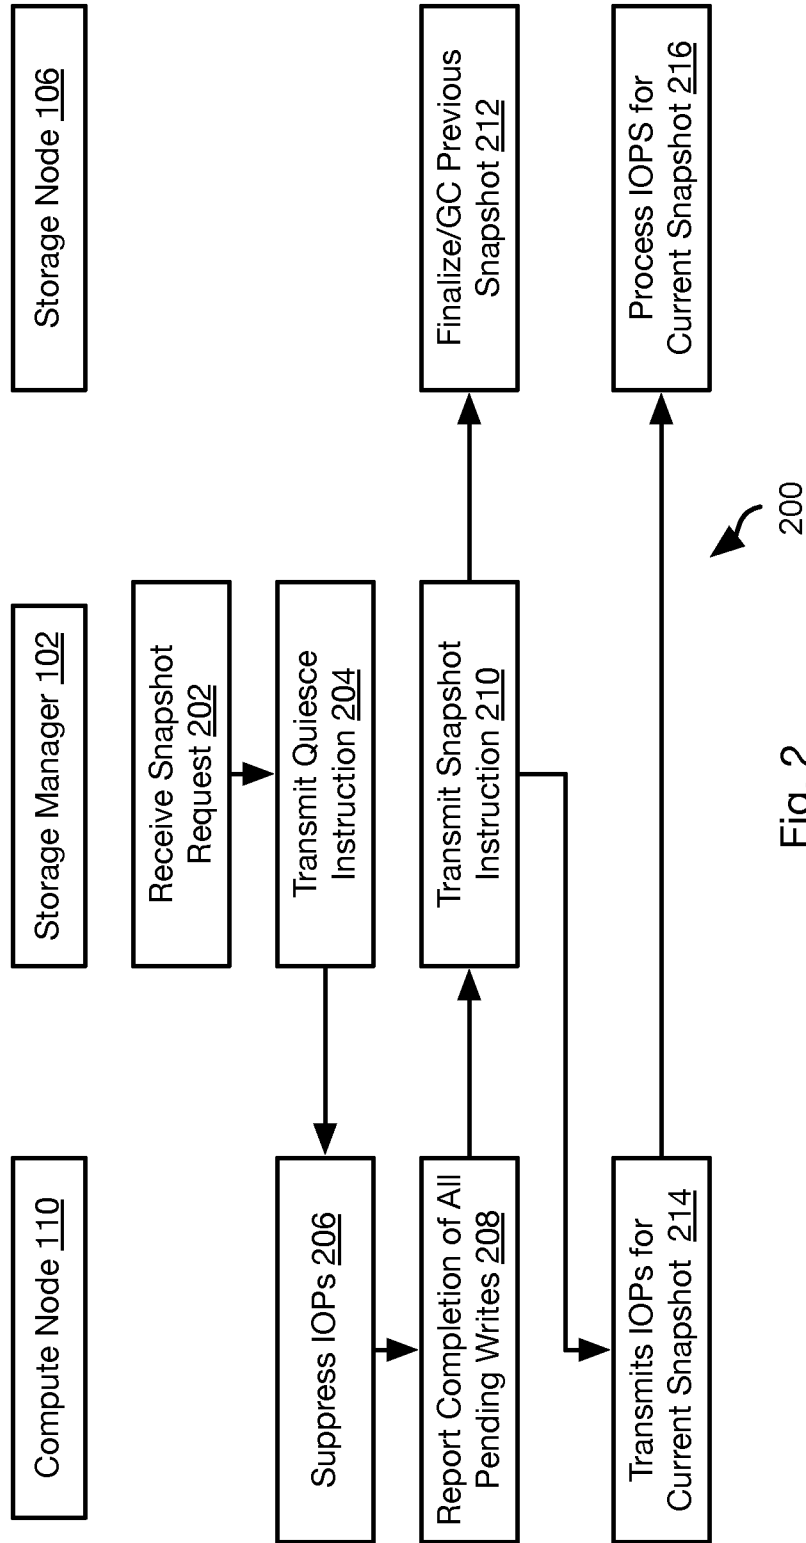 Compute Node 110
Storage Manager 102
Storage Node 106
Receive Snapshot
Request 202
Transmit Quiesce
Instruction 204
Suppress IOPs 206
Report Completion of All
Pending Writes 208
Transmit Snapshot
Instruction 210
Finalize/GC Previous
Snapshot 212
Transmits IOPs for
Current Snapshot 214
Process IOPS for
Current Snapshot 216
200
Fig. 2